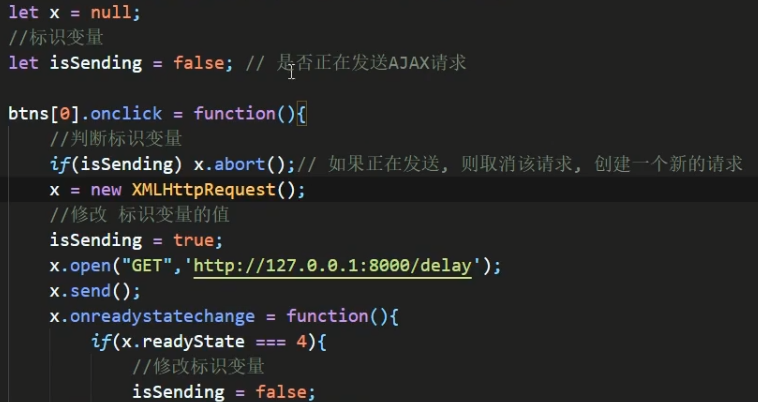 let x = null;
//标识变量
let isSending = false; // 是否正在发送AJAX请求
btns[0].onclick = function(){
//判断标识变量
if(isSending) x.abort();// 如果正在发送, 则取消该请求, 创建一个新的请求
x = new XMLHttpRequest();
//修改 标识变量的值
isSending = true;
x.open("GET",'http://127.0.0.1:8000/delay');
x.send();
x.onreadystatechange = function(){
if(x.readyState === 4){
//修改标识变量
isSending = false;